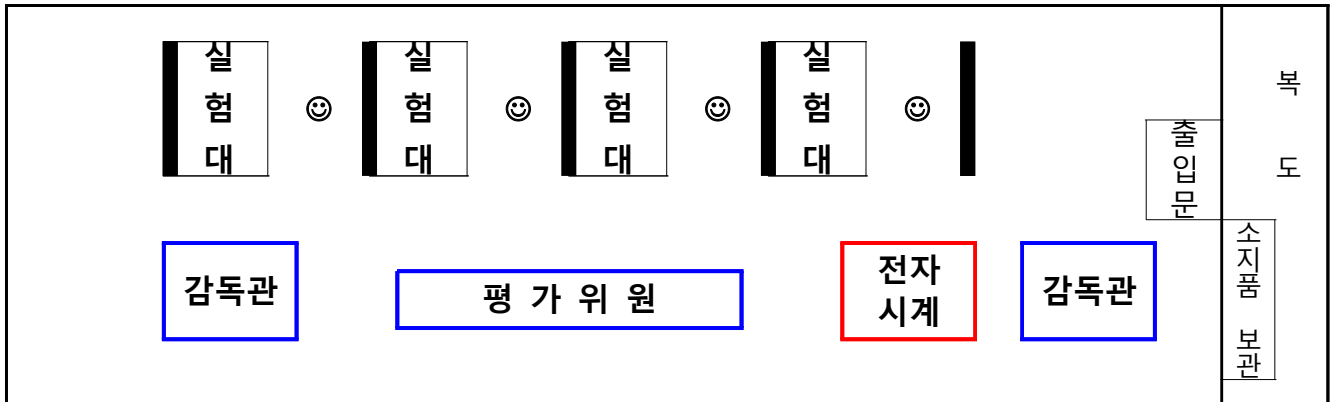 실험대
실험대
실험대
실험대
복도
출입문
소지품 보관
감독관
평 가 위 원
전자
시계
감독관